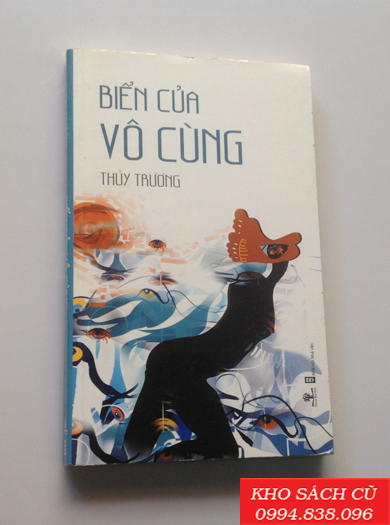 BIỂN CỦA
VÔ CÙNG
THỦY TRƯƠNG
KHO SÁCH CŨ
0994.838.096